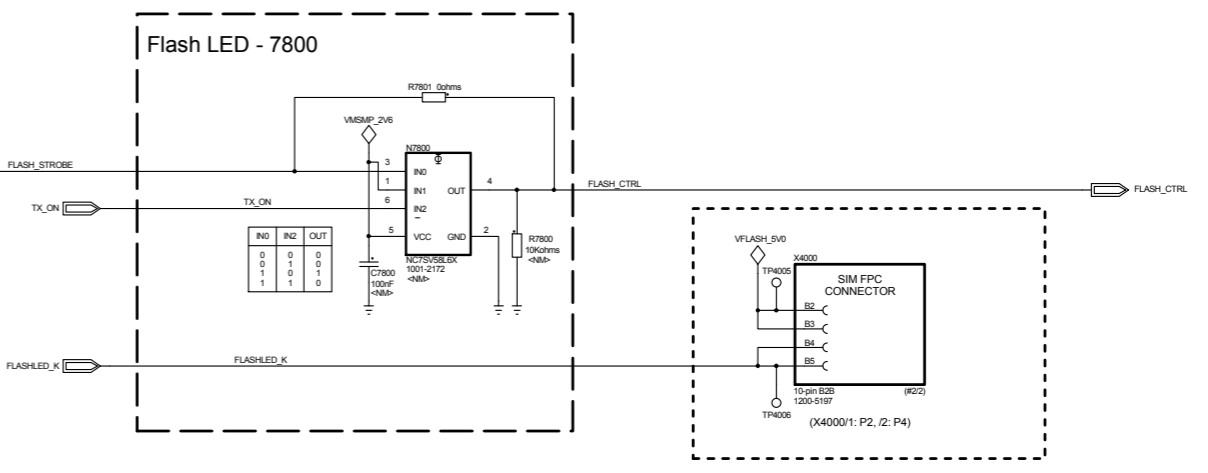 Flash LED - 7800
R7801 0ohms
VMSMP_2V6
N7800
FLASH_STROBE
3 IN0
1 IN1 OUT 4
6 IN2
5 VCC GND 2
FLASH_CTRL
FLASH_CTRL
TX_ON
TX_ON
IN0 IN2 OUT
0 0 0
0 1 0
1 0 1
1 1 0
NC7SV58L6X
1001-2172
<NM>
C7800
100nF
<NM>
R7800
10Kohms
<NM>
VFLASH_5V0
TP4005
X4000
SIM FPC
CONNECTOR
B2
B3
B4
B5
FLASHLED_K
FLASHLED_K
10-pin B2B (#2/2)
1200-5197
TP4006
(X4000/1: P2, /2: P4)